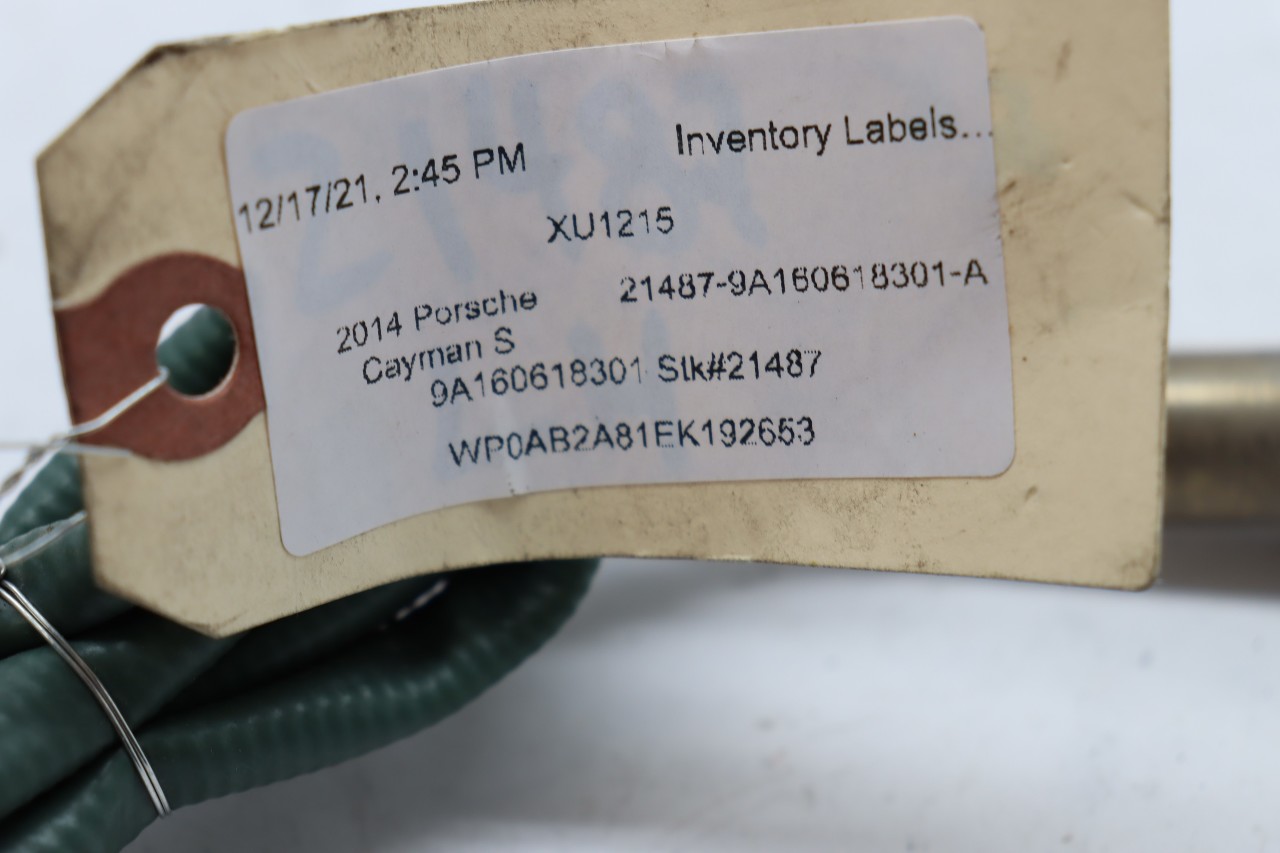 12/17/21, 2:45 PM Inventory Labels...
XU1215
2014 Porsche 21487-9A160618301-A
Cayman S
9A160618301 Stk#21487
WP0AB2A81EK192653